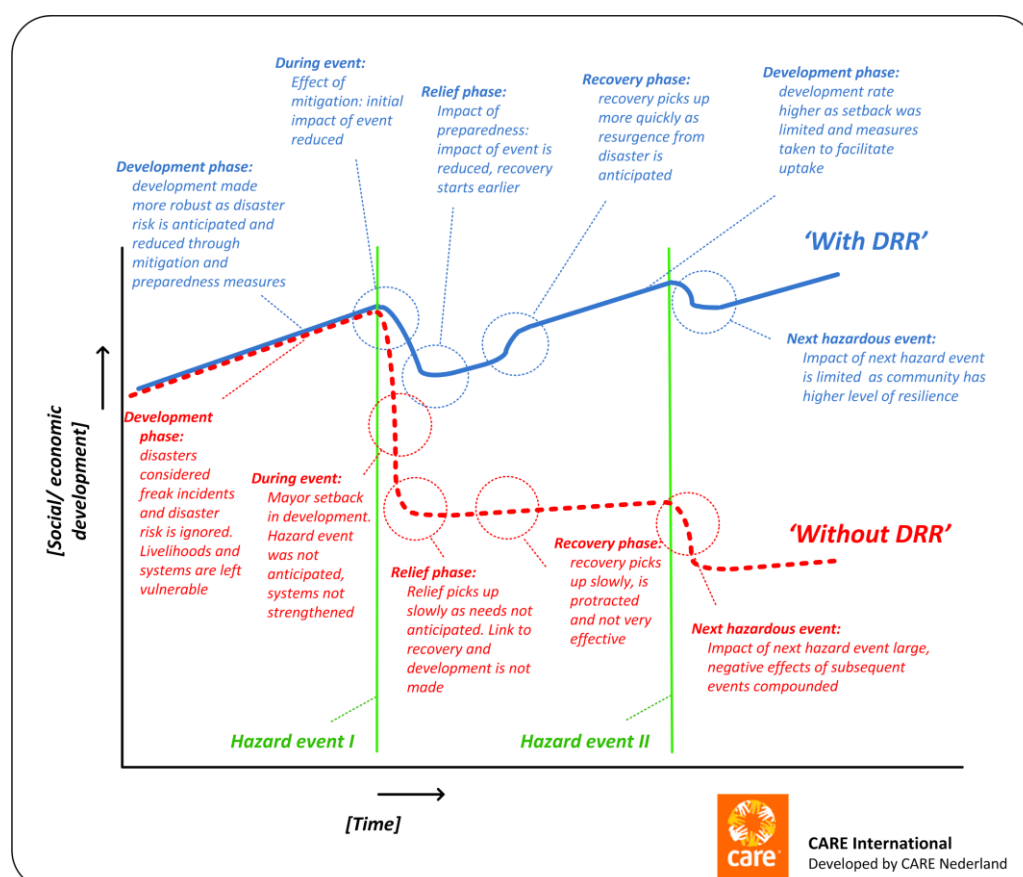 During event:
Effect of
mitigation: initial
impact of event
reduced
Relief phase:
Impact of
preparedness:
impact of event is
reduced, recovery
starts earlier
Recovery phase:
recovery picks up
more quickly as
resurgence from
disaster is
anticipated
Development phase:
development rate
higher as setback was
limited and measures
taken to facilitate
uptake
Development phase:
development made
more robust as disaster
risk is anticipated and
reduced through
mitigation and
preparedness measures
‘With DRR’
Next hazardous event:
Impact of next hazard event
is limited as community has
higher level of resilience
[Social/ economic
development]
Development
phase:
disasters
considered
freak incidents
and disaster
risk is ignored.
Livelihoods and
systems are left
vulnerable
During event:
Mayor setback
in development.
Hazard event
was not
anticipated,
systems not
strengthened
Relief phase:
Relief picks up
slowly as needs not
anticipated. Link to
recovery and
development is not
made
Recovery phase:
recovery picks
up slowly, is
protracted
and not very
effective
‘Without DRR’
Next hazardous event:
Impact of next hazard event large,
negative effects of subsequent
events compounded
Hazard event I
Hazard event II
[Time]
care
CARE International
Developed by CARE Nederland